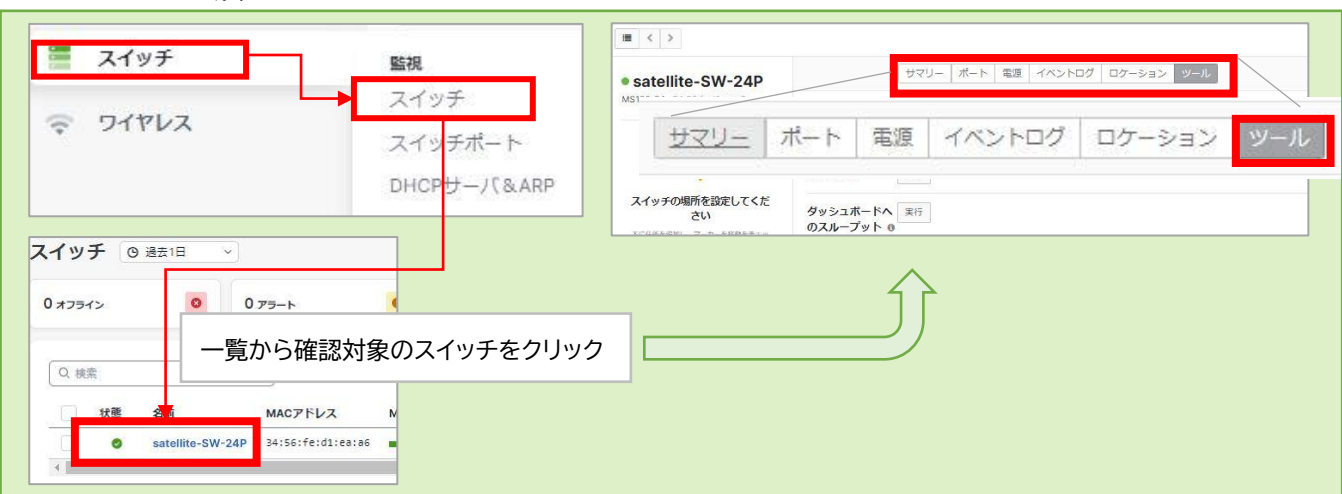 スイッチ
ワイヤレス
監視
スイッチ
スイッチポート
DHCPサーバ&ARP
スイッチ
過去1日
0 オフライン
0 アラート
検索
状態
MACアドレス
satellite-SW-24P
34:56:fe:d1:ea:a6
一覧から確認対象のスイッチをクリック
satellite-SW-24P
サマリー ポート 電源 イベントログ ロケーション ツール
サマリー ポート 電源 イベントログ ロケーション ツール
スイッチの場所を設定してくだ
さい
ダッシュボードへ
のスループット
実行